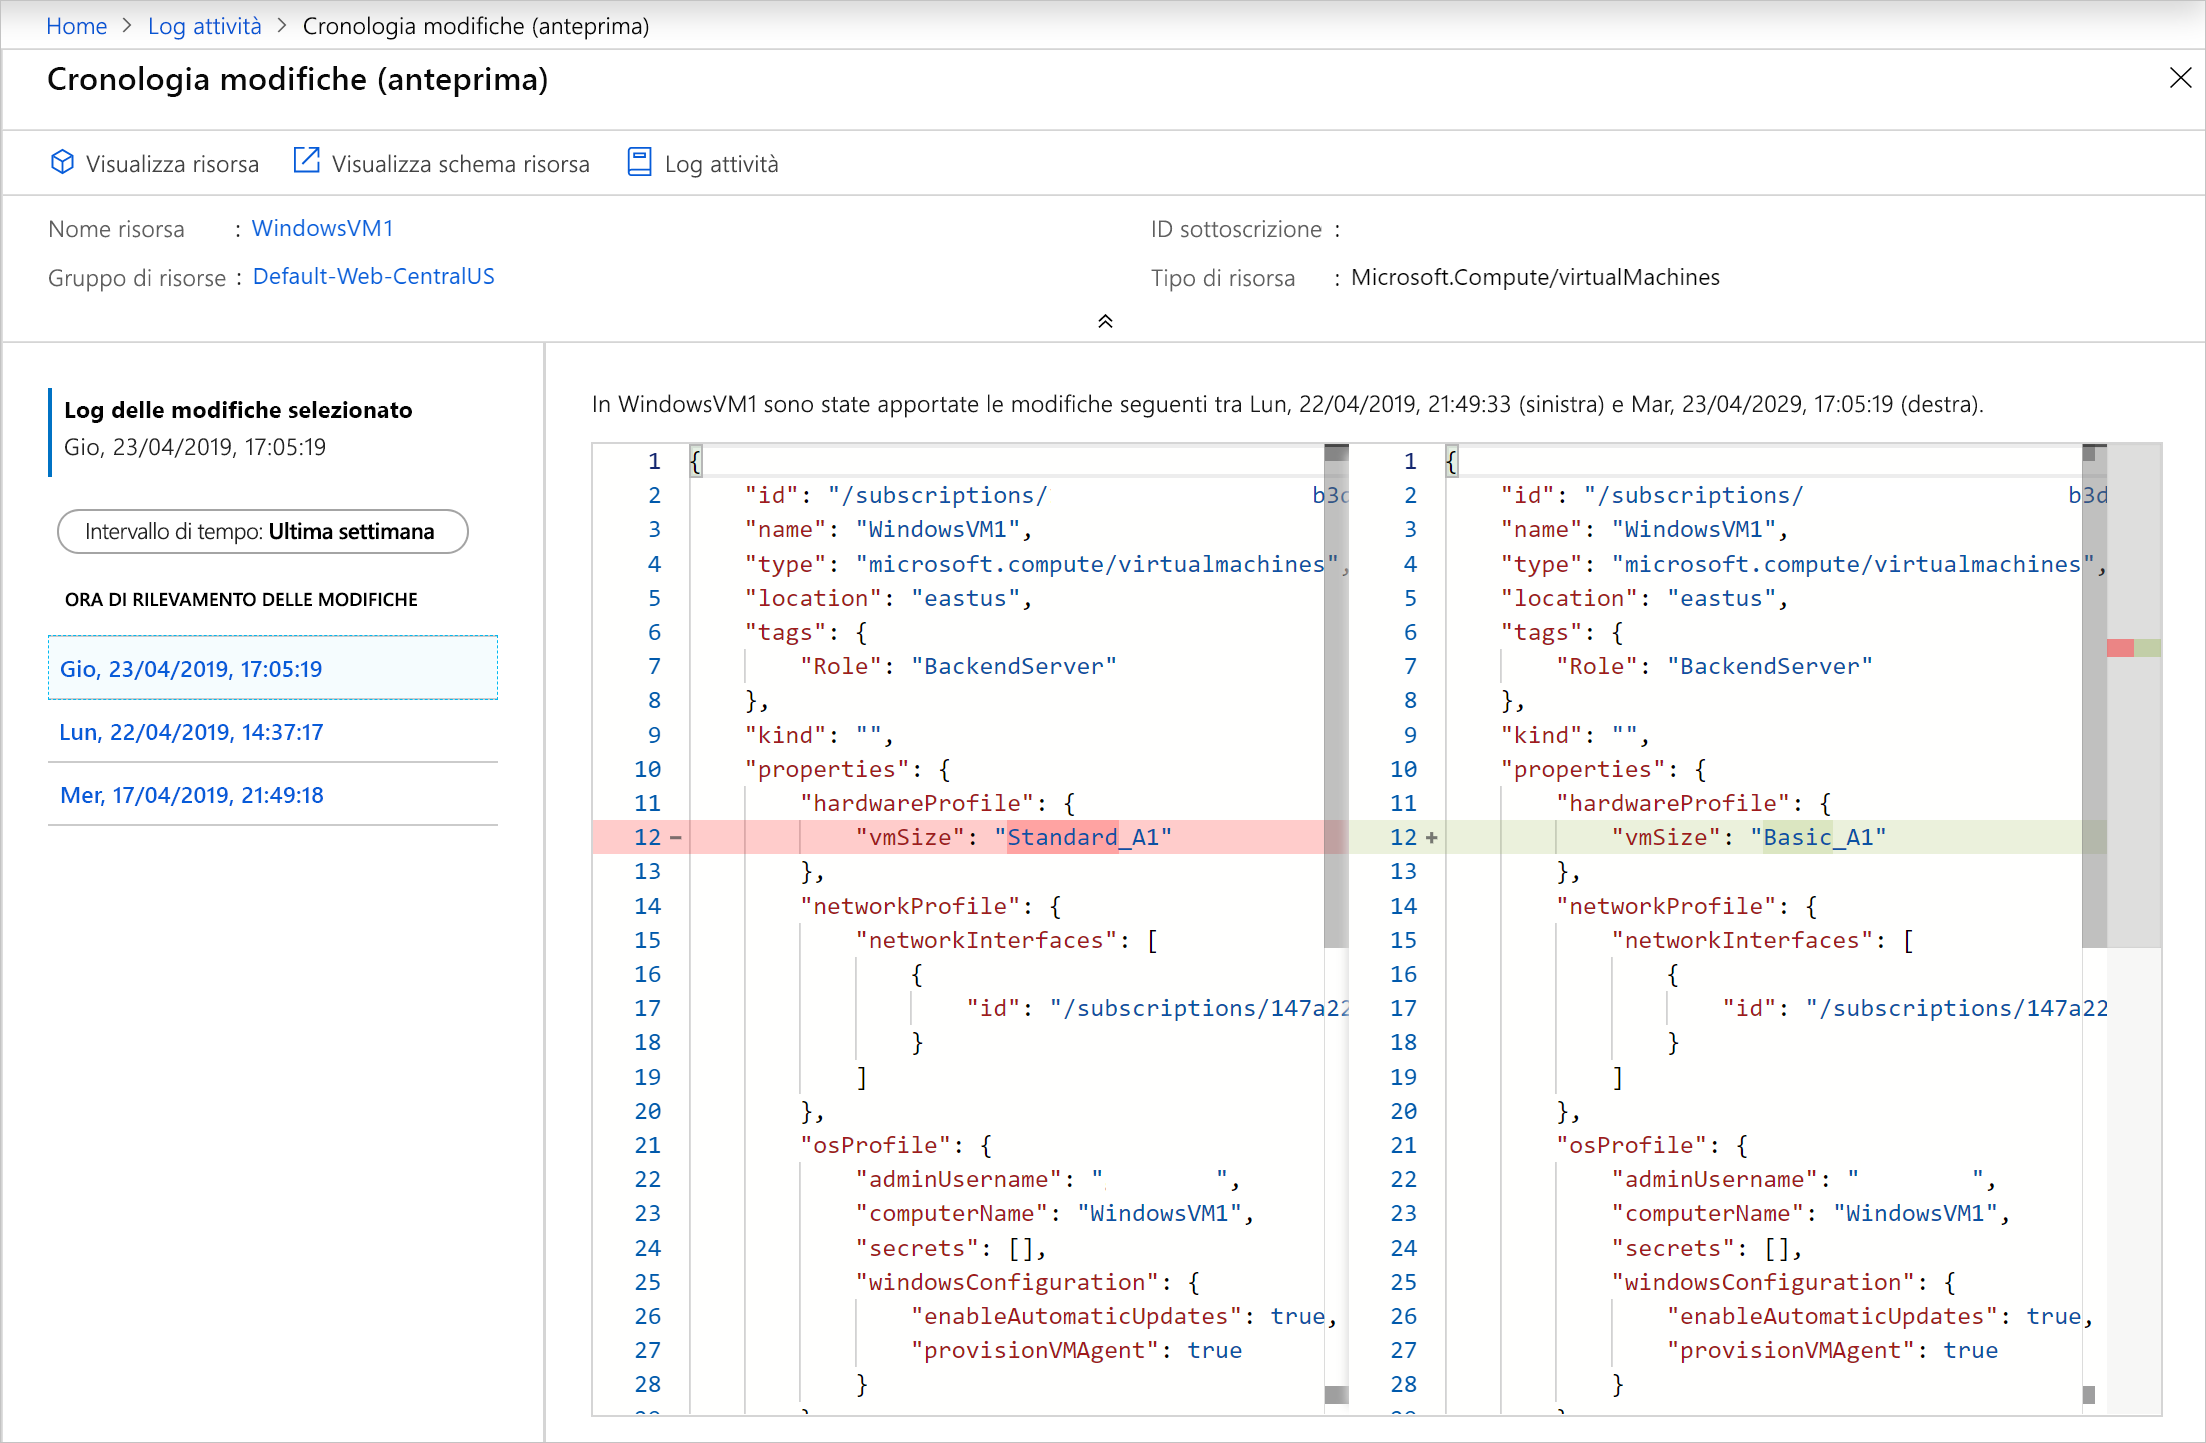 Home > Log attività > Cronologia modifiche (anteprima)
Cronologia modifiche (anteprima)
Visualizza risorsa Visualizza schema risorsa Log attività
Nome risorsa : WindowsVM1
Gruppo di risorse : Default-Web-CentralUS
ID sottoscrizione :
Tipo di risorsa : Microsoft.Compute/virtualMachines
Log delle modifiche selezionato
Gio, 23/04/2019, 17:05:19
Intervallo di tempo: Ultima settimana
ORA DI RILEVAMENTO DELLE MODIFICHE
Gio, 23/04/2019, 17:05:19
Lun, 22/04/2019, 14:37:17
Mer, 17/04/2019, 21:49:18
In WindowsVM1 sono state apportate le modifiche seguenti tra Lun, 22/04/2019, 21:49:33 (sinistra) e Mar, 23/04/2029, 17:05:19 (destra).
1 {
2 "id": "/subscriptions/ b3d
3 "name": "WindowsVM1",
4 "type": "microsoft.compute/virtualmachines",
5 "location": "eastus",
6 "tags": {
7 "Role": "BackendServer"
8 },
9 "kind": "",
10 "properties": {
11 "hardwareProfile": {
12 − "vmSize": "Standard_A1"
13 },
14 "networkProfile": {
15 "networkInterfaces": [
16 {
17 "id": "/subscriptions/147a22
18 }
19 ]
20 },
21 "osProfile": {
22 "adminUsername": " ",
23 "computerName": "WindowsVM1",
24 "secrets": [],
25 "windowsConfiguration": {
26 "enableAutomaticUpdates": true,
27 "provisionVMAgent": true
28 }
1 {
2 "id": "/subscriptions/ b3d
3 "name": "WindowsVM1",
4 "type": "microsoft.compute/virtualmachines",
5 "location": "eastus",
6 "tags": {
7 "Role": "BackendServer"
8 },
9 "kind": "",
10 "properties": {
11 "hardwareProfile": {
12 + "vmSize": "Basic_A1"
13 },
14 "networkProfile": {
15 "networkInterfaces": [
16 {
17 "id": "/subscriptions/147a22
18 }
19 ]
20 },
21 "osProfile": {
22 "adminUsername": " ",
23 "computerName": "WindowsVM1",
24 "secrets": [],
25 "windowsConfiguration": {
26 "enableAutomaticUpdates": true,
27 "provisionVMAgent": true
28 }